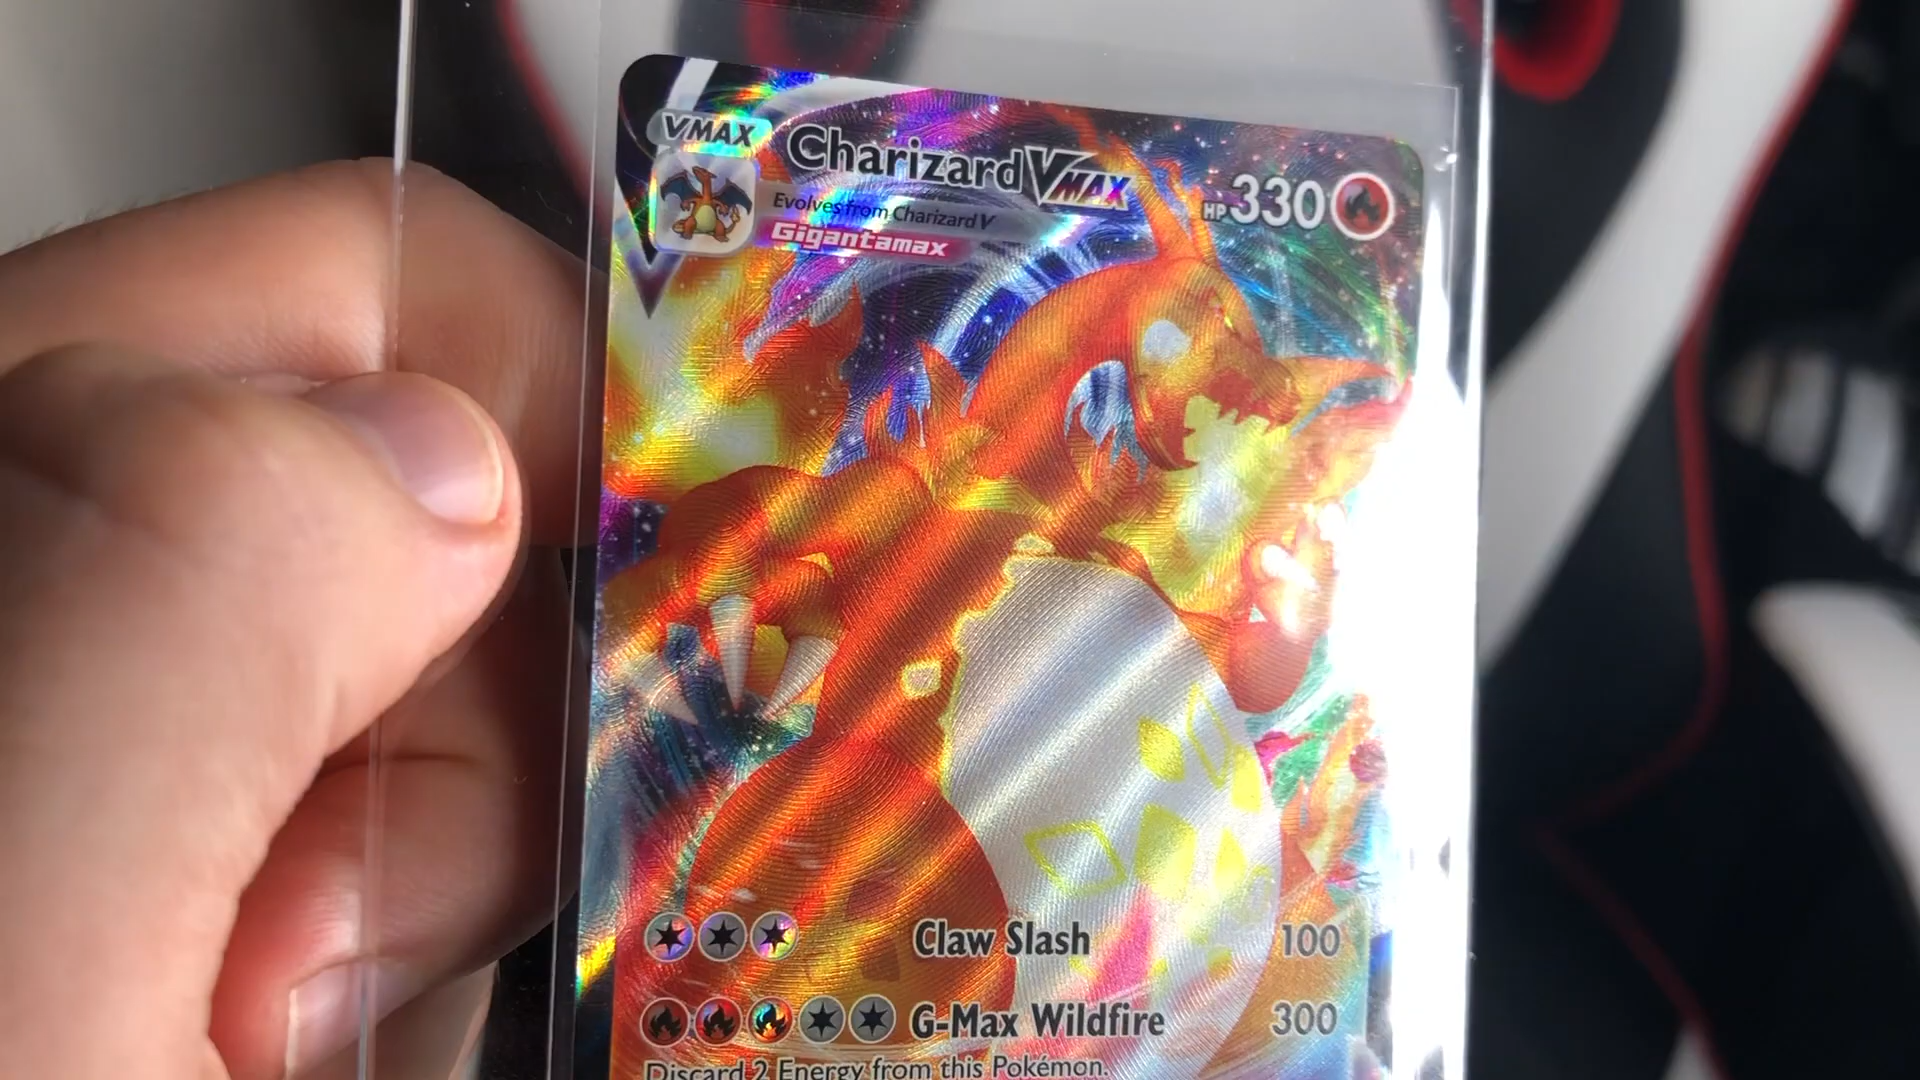 VMAX
Charizard VMAX
HP 330
Evolves from Charizard V
Gigantamax
Claw Slash 100
G-Max Wildfire 300
Discard 2 Energy from this Pokémon.